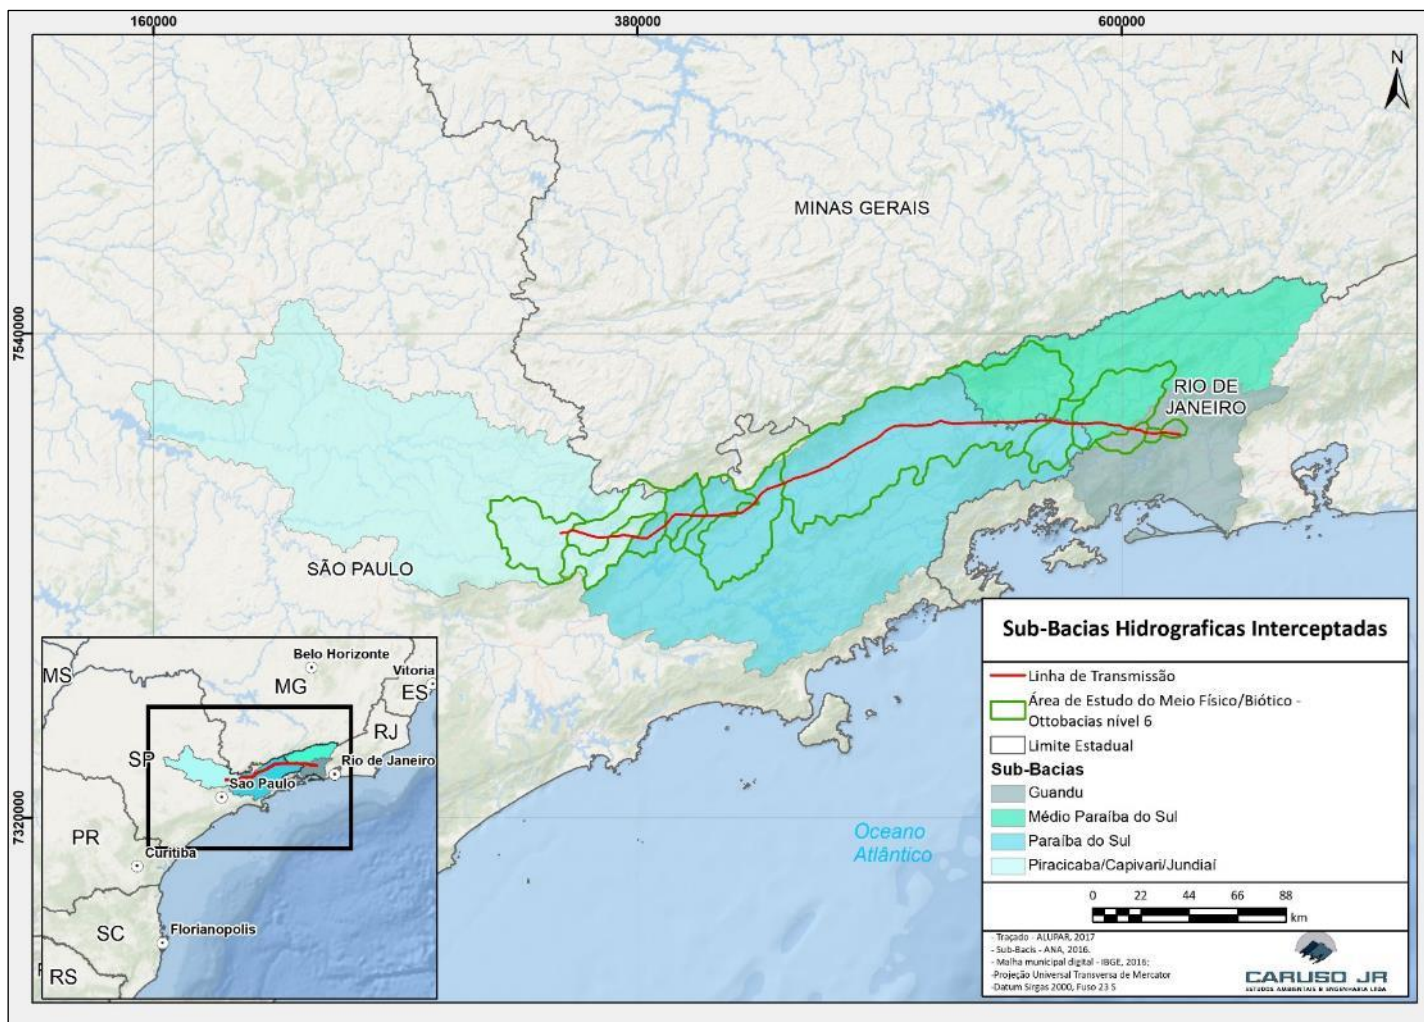 160000
380000
600000
N
MINAS GERAIS
7540000
RIO DE
JANEIRO
SÃO PAULO
Sub-Bacias Hidrograficas Interceptadas
Linha de Transmissão
Área de Estudo do Meio Físico/Biótico -
Ottobacias nível 6
Limite Estadual
Sub-Bacias
Guandu
Médio Paraíba do Sul
Paraíba do Sul
Piracicaba/Capivari/Jundiaí
0 22 44 66 88
km
- Traçado - ALUPAR, 2017
- Sub-Bacis - ANA, 2016.
- Malha municipal digital - IBGE, 2016;
-Projeção Universal Transversa de Mercator
-Datum Sirgas 2000, Fuso 23 S
CARUSO JR
ESTUDOS AMBIENTAIS & ENGENHARIA LTDA
7320000
Oceano
Atlântico
Belo Horizonte
MS
MG
Vitoria
ES
RJ
SP
Rio de Janeiro
São Paulo
PR
Curitiba
SC
Florianopolis
RS